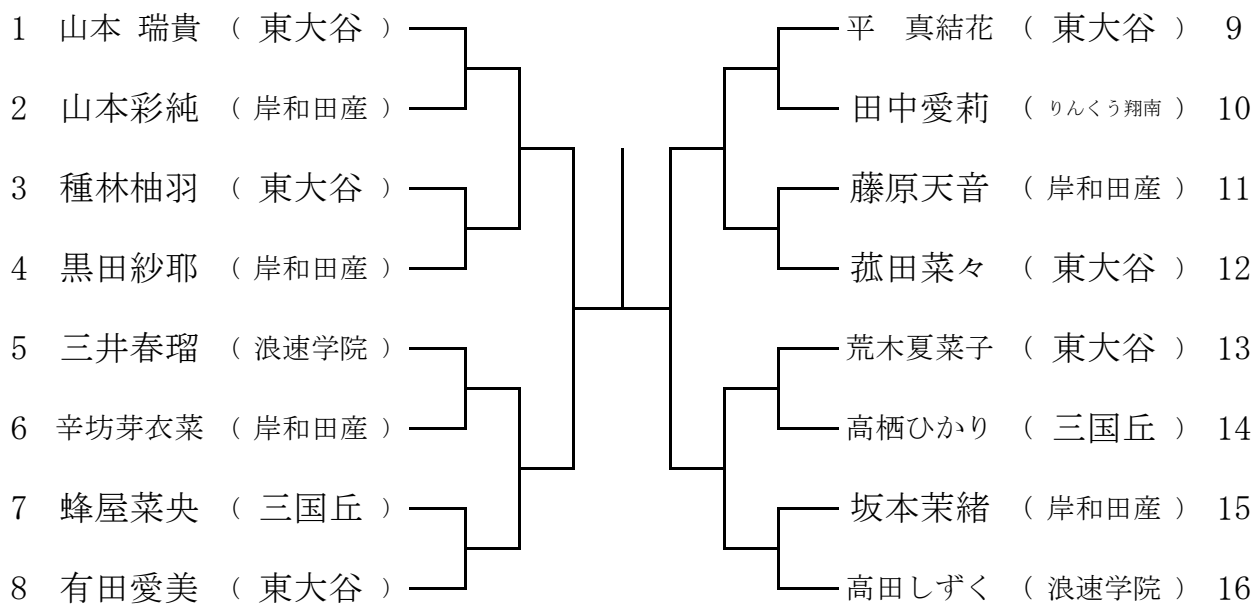 1 山本 瑞貴 ( 東大谷 )
2 山本彩純 ( 岸和田産 )
3 種林柚羽 ( 東大谷 )
4 黒田紗耶 ( 岸和田産 )
5 三井春瑠 ( 浪速学院 )
6 辛坊芽衣菜 ( 岸和田産 )
7 蜂屋菜央 ( 三国丘 )
8 有田愛美 ( 東大谷 )
平　真結花 ( 東大谷 ) 9
田中愛莉 ( りんくう翔南 ) 10
藤原天音 ( 岸和田産 ) 11
菰田菜々 ( 東大谷 ) 12
荒木夏菜子 ( 東大谷 ) 13
高栖ひかり ( 三国丘 ) 14
坂本茉緒 ( 岸和田産 ) 15
高田しずく ( 浪速学院 ) 16